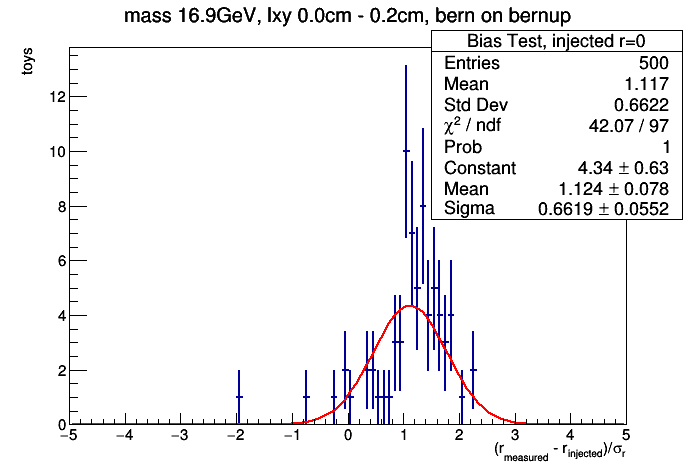 mass 16.9GeV, lxy 0.0cm - 0.2cm, bern on bernup
Bias Test, injected r=0
Entries 500
Mean 1.117
Std Dev 0.6622
χ² / ndf 42.07 / 97
Prob 1
Constant 4.34 ± 0.63
Mean 1.124 ± 0.078
Sigma 0.6619 ± 0.0552
toys
12
10
8
6
4
2
0
−5 −4 −3 −2 −1 0 1 2 3 4 5
(r_measured - r_injected)/σ_r